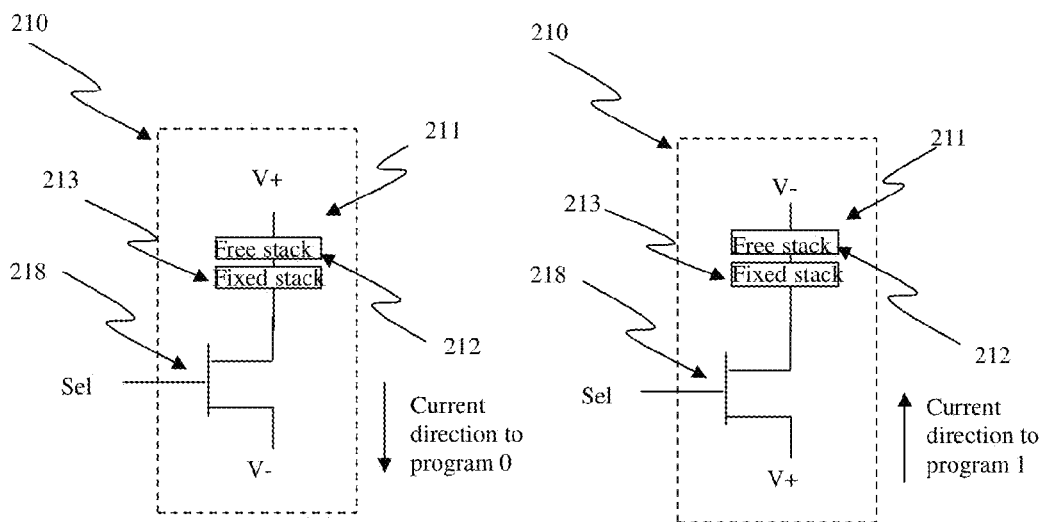 210
211
V+
213
Free stack
Fixed stack
218
212
Sel
Current
direction to
program 0
V-
210
211
V-
213
Free stack
Fixed stack
218
212
Sel
Current
direction to
program 1
V+